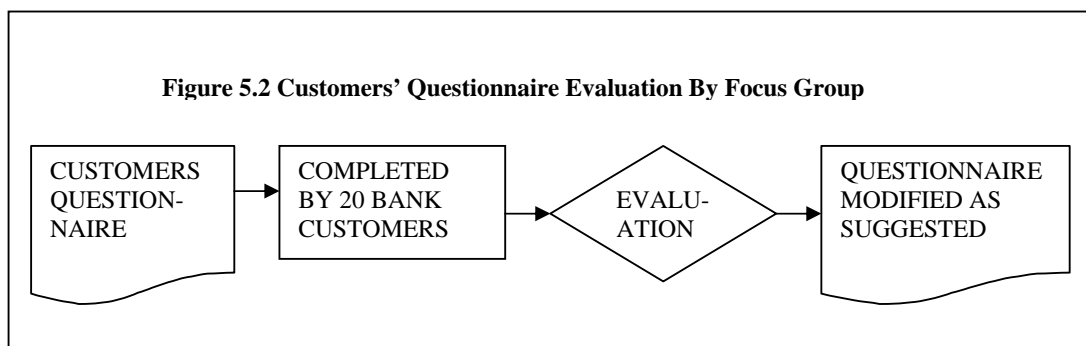 Figure 5.2 Customers’ Questionnaire Evaluation By Focus Group
CUSTOMERS
QUESTION-
NAIRE
COMPLETED
BY 20 BANK
CUSTOMERS
EVALU-
ATION
QUESTIONNAIRE
MODIFIED AS
SUGGESTED